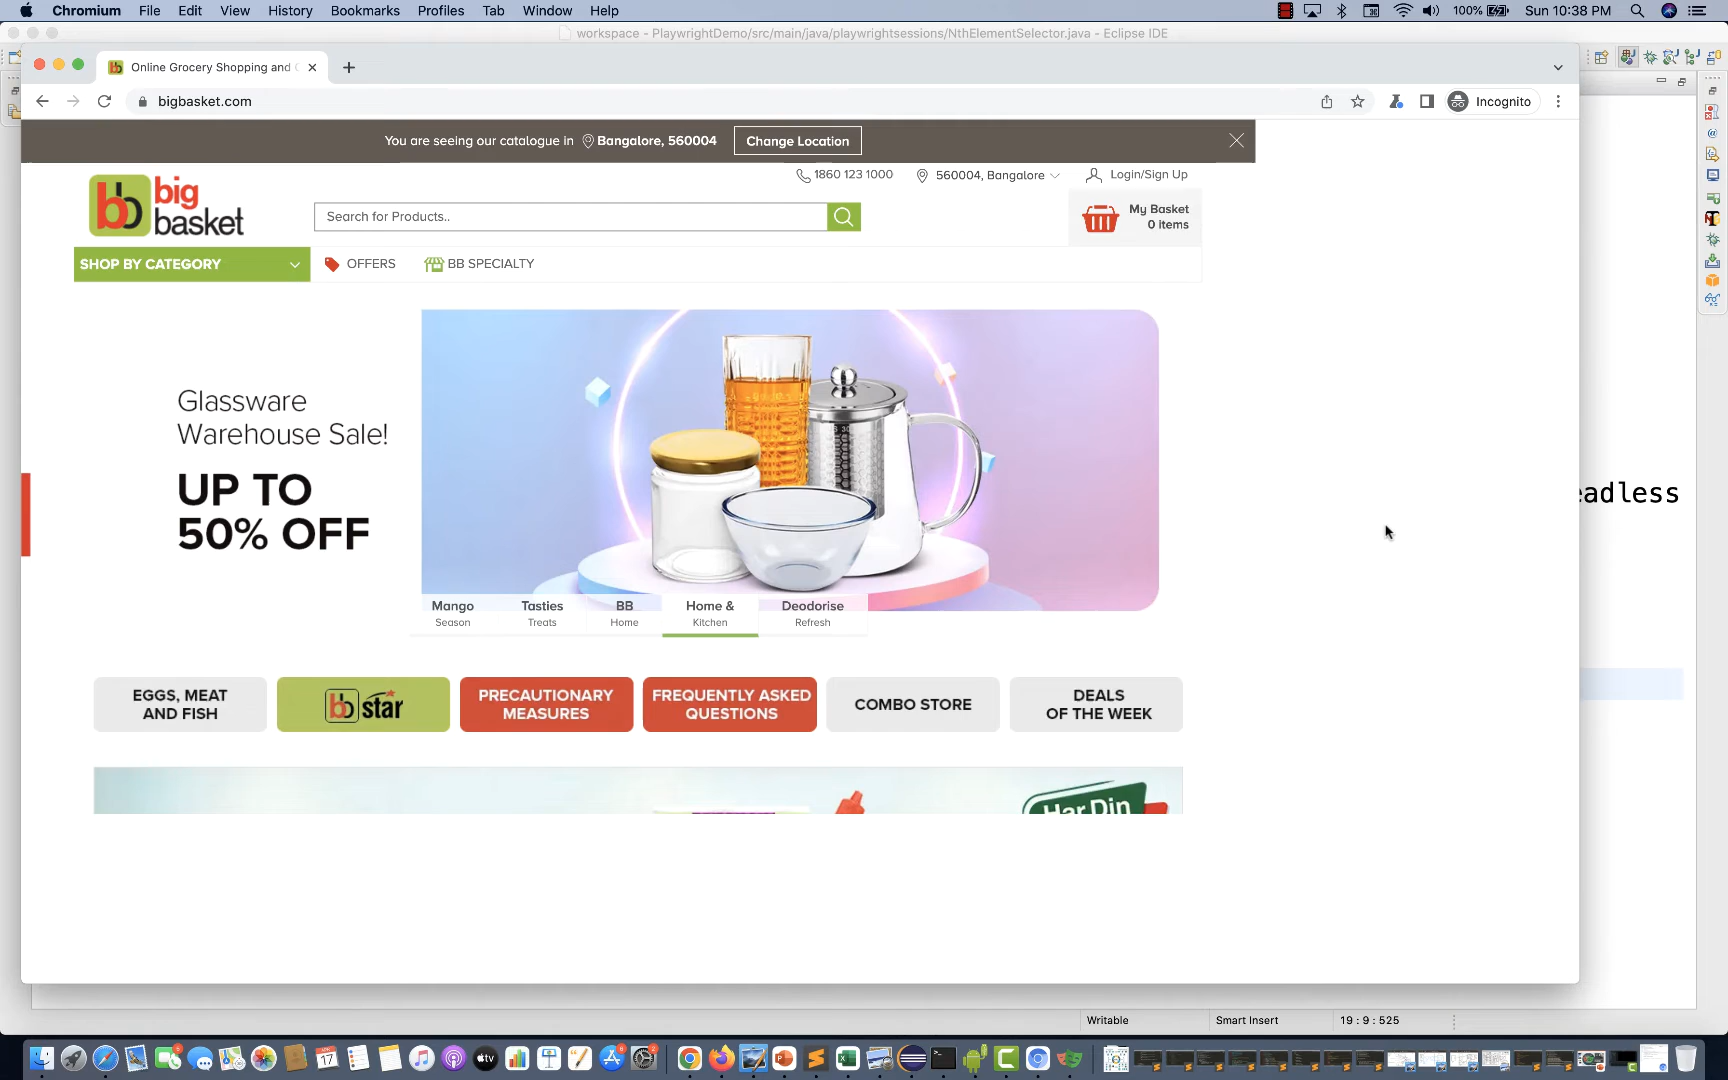 Chromium File Edit View History Bookmarks Profiles Tab Window Help 100% Sun 10:38 PM
workspace - PlaywrightDemo/src/main/java/playwrightsessions/NthElementSelector.java - Eclipse IDE
Online Grocery Shopping and
bigbasket.com
Incognito
You are seeing our catalogue in Bangalore, 560004 Change Location
1860 123 1000 560004, Bangalore Login/Sign Up
bb big basket
Search for Products..
My Basket
0 items
SHOP BY CATEGORY OFFERS BB SPECIALTY
Glassware
Warehouse Sale!
UP TO
50% OFF
eadless
Mango Tasties BB Home & Deodorise
Season Treats Home Kitchen Refresh
EGGS, MEAT
AND FISH
bb star
PRECAUTIONARY
MEASURES
FREQUENTLY ASKED
QUESTIONS
COMBO STORE
DEALS
OF THE WEEK
Har Din
Writable Smart Insert 19 : 9 : 525